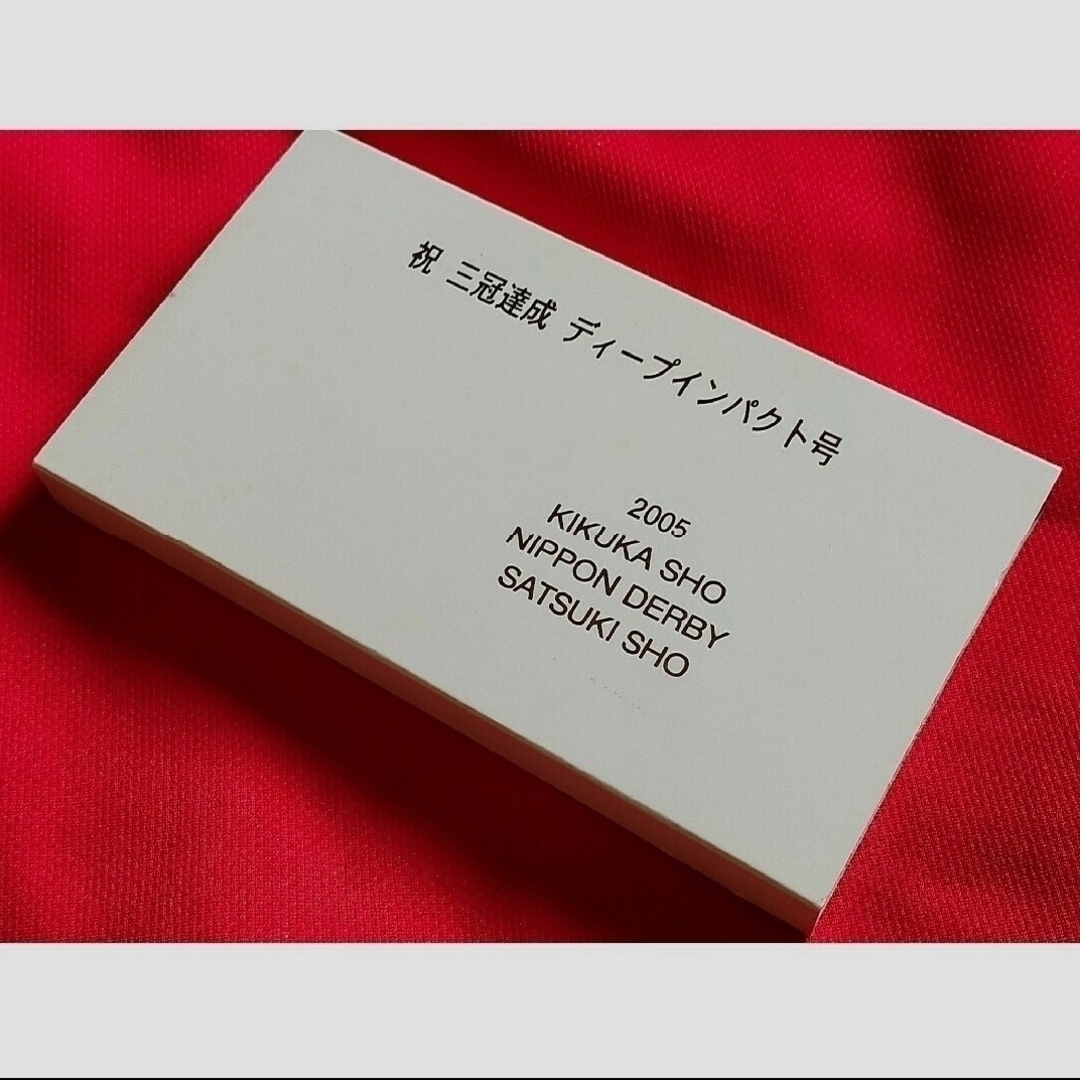 祝 三冠達成 ディープインパクト号
2005
KIKUKA SHO
NIPPON DERBY
SATSUKI SHO